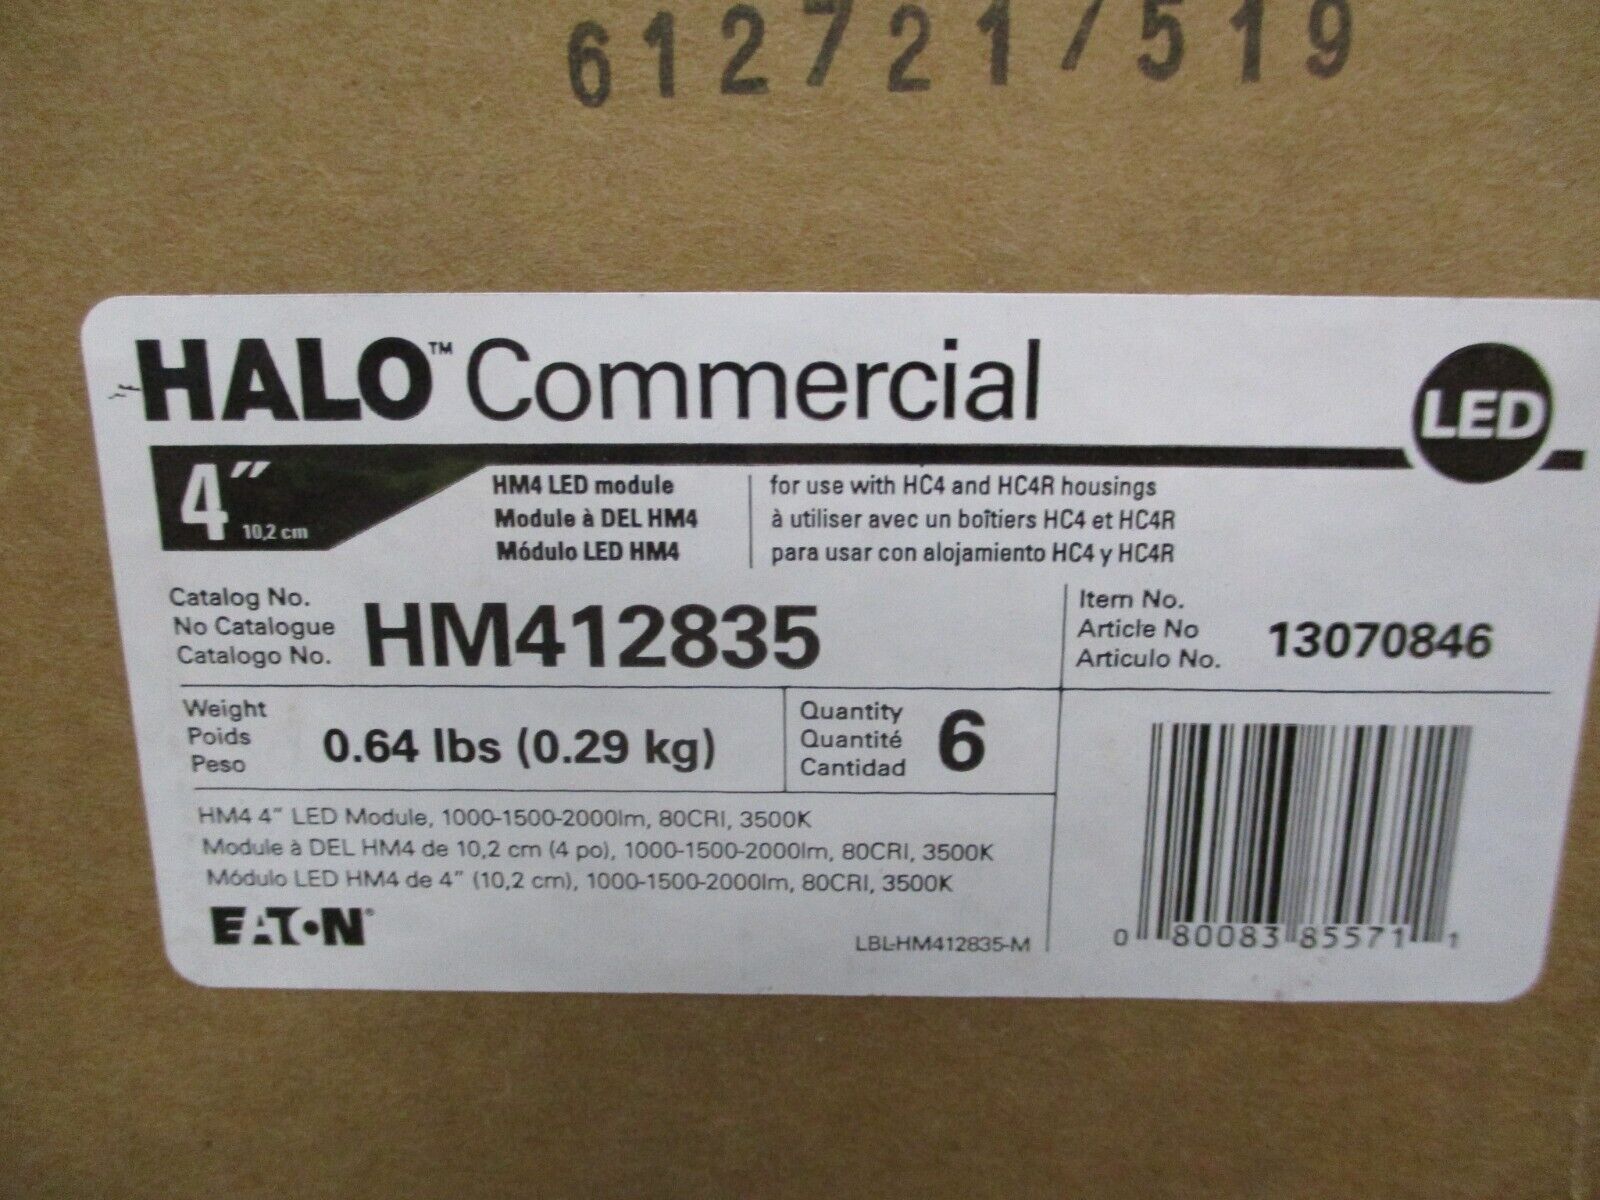 612721/519
HALO™ Commercial
LED
4"
10,2 cm
HM4 LED module
Module à DEL HM4
Módulo LED HM4
for use with HC4 and HC4R housings
à utiliser avec un boîtiers HC4 et HC4R
para usar con alojamiento HC4 y HC4R
Catalog No.
No Catalogue
Catalogo No.
HM412835
Item No.
Article No
Articulo No.
13070846
Weight
Poids
Peso
0.64 lbs (0.29 kg)
Quantity
Quantité
Cantidad
6
HM4 4" LED Module, 1000-1500-2000lm, 80CRI, 3500K
Module à DEL HM4 de 10,2 cm (4 po), 1000-1500-2000lm, 80CRI, 3500K
Módulo LED HM4 de 4" (10,2 cm), 1000-1500-2000lm, 80CRI, 3500K
EATON®
LBL-HM412835-M
0 80083 85571 1